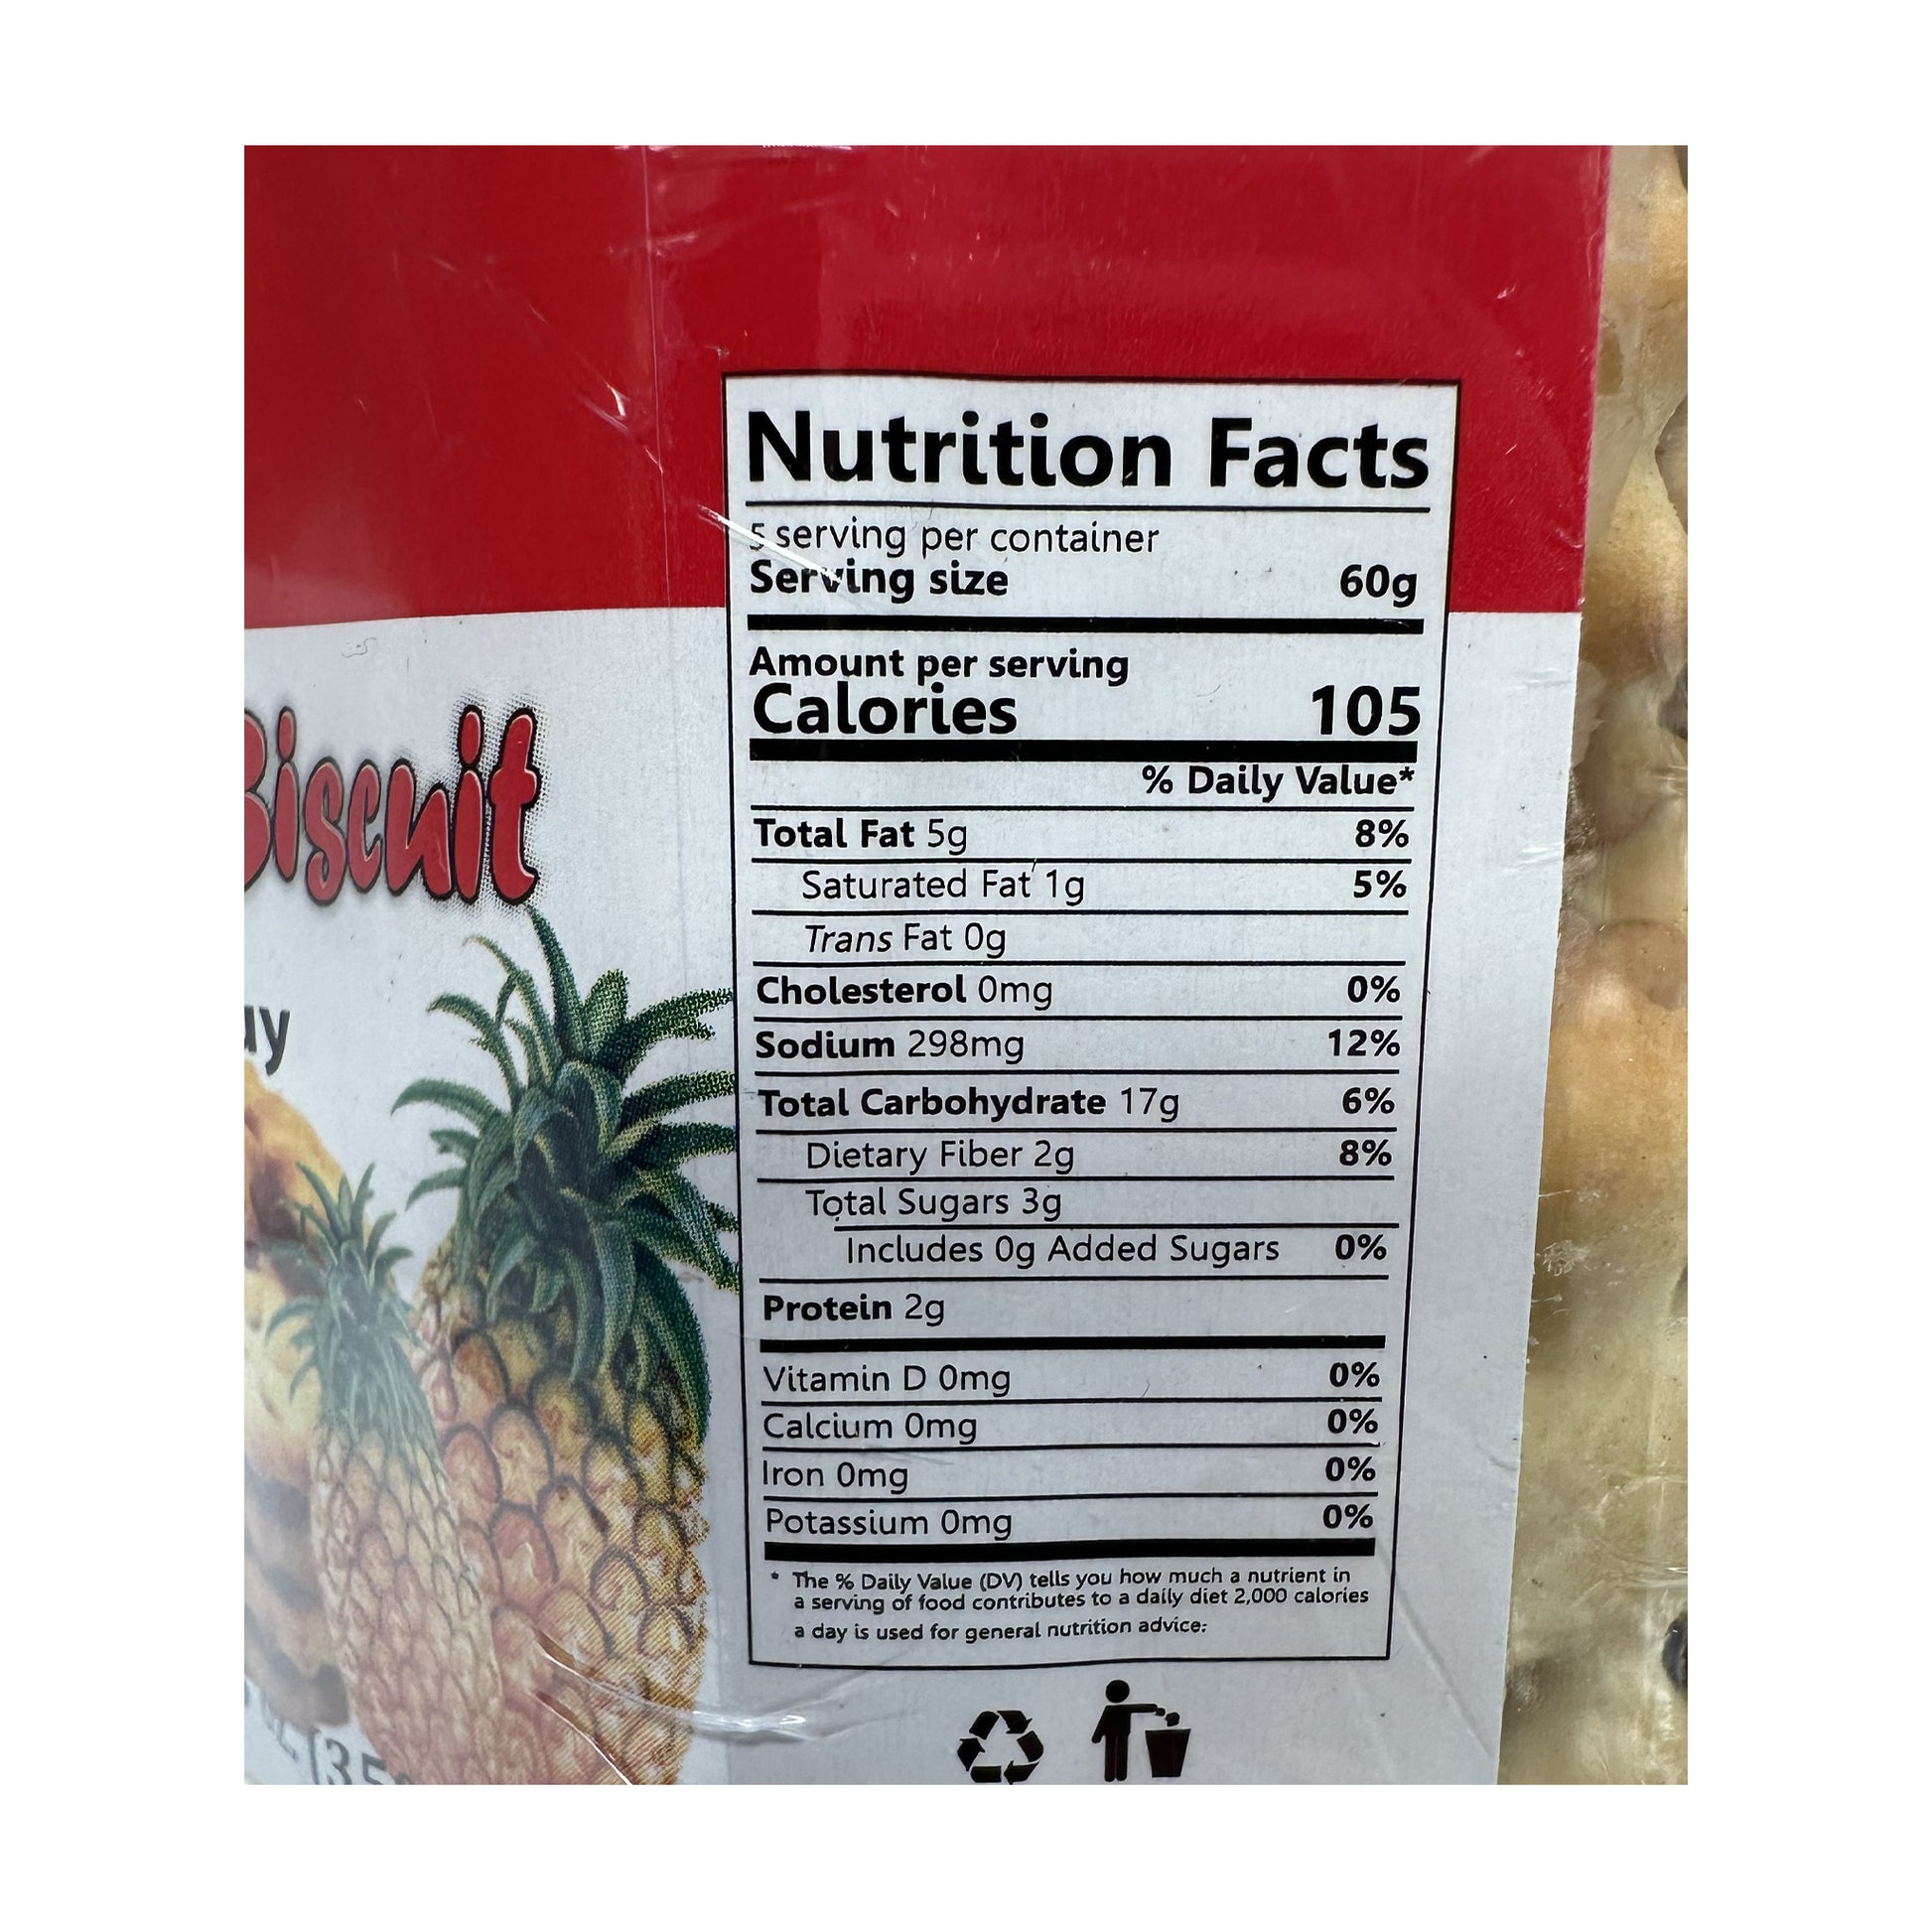 Biscuit
Nutrition Facts
5 serving per container
Serving size 60g
Amount per serving
Calories 105
% Daily Value*
Total Fat 5g 8%
Saturated Fat 1g 5%
Trans Fat 0g
Cholesterol 0mg 0%
Sodium 298mg 12%
Total Carbohydrate 17g 6%
Dietary Fiber 2g 8%
Total Sugars 3g
Includes 0g Added Sugars 0%
Protein 2g
Vitamin D 0mg 0%
Calcium 0mg 0%
Iron 0mg 0%
Potassium 0mg 0%
* The % Daily Value (DV) tells you how much a nutrient in
a serving of food contributes to a daily diet 2,000 calories
a day is used for general nutrition advice: